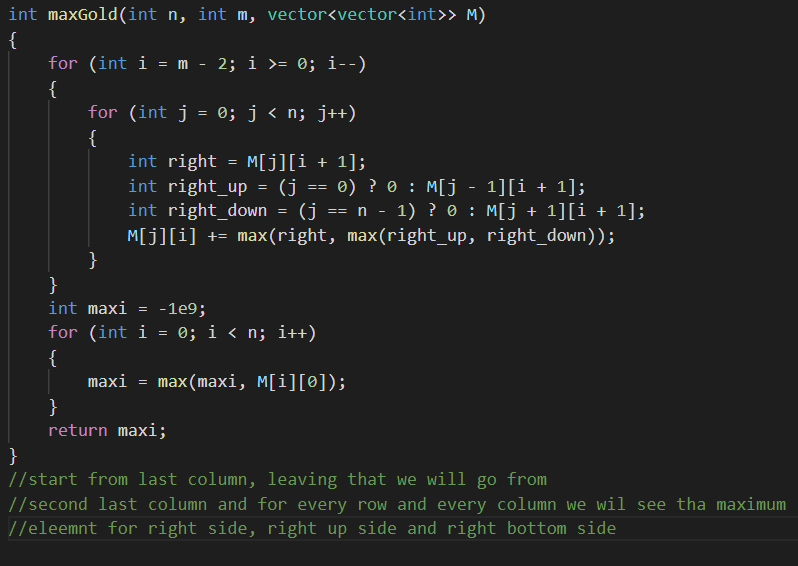 int maxGold(int n, int m, vector<vector<int>> M)
{
for (int i = m - 2; i >= 0; i--)
{
for (int j = 0; j < n; j++)
{
int right = M[j][i + 1];
int right_up = (j == 0) ? 0 : M[j - 1][i + 1];
int right_down = (j == n - 1) ? 0 : M[j + 1][i + 1];
M[j][i] += max(right, max(right_up, right_down));
}
}
int maxi = -1e9;
for (int i = 0; i < n; i++)
{
maxi = max(maxi, M[i][0]);
}
return maxi;
}
//start from last column, leaving that we will go from
//second last column and for every row and every column we wil see tha maximum
//eleemnt for right side, right up side and right bottom side